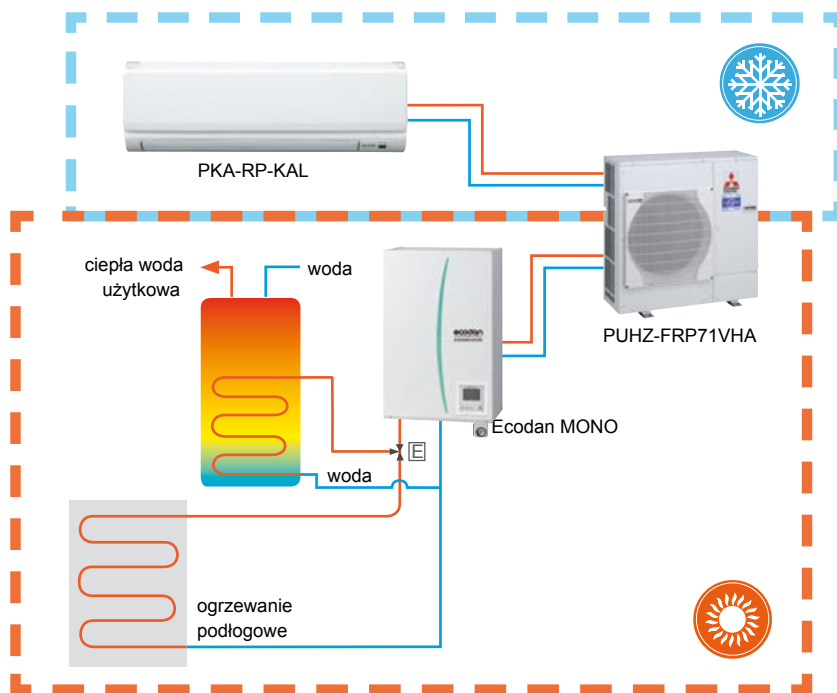 PKA-RP-KAL
ciepła woda
użytkowa
woda
PUHZ-FRP71VHA
ecodan
Ecodan MONO
E
woda
ogrzewanie
podłogowe